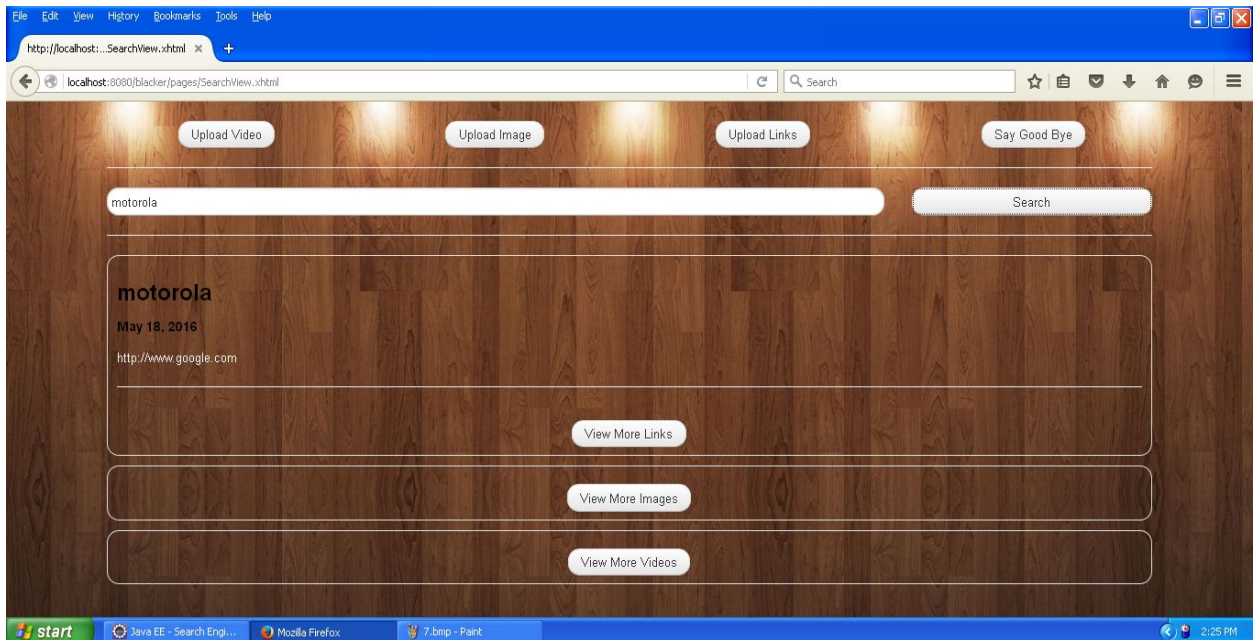 File Edit View History Bookmarks Tools Help
http://localhost:...SearchView.xhtml
localhost:8080/blacker/pages/SearchView.xhtml
Search
Upload Video
Upload Image
Upload Links
Say Good Bye
motorola
Search
motorola
May 18, 2016
http://www.google.com
View More Links
View More Images
View More Videos
start
Java EE - Search Engi...
Mozilla Firefox
7.bmp - Paint
2:25 PM